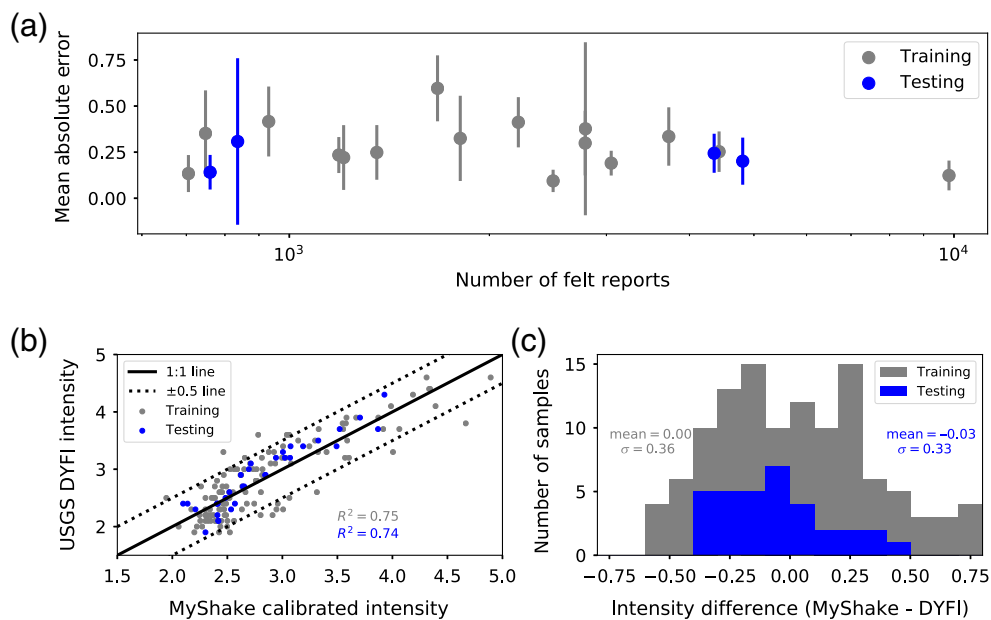 (a)
Mean absolute error
0.75
0.50
0.25
0.00
Training
Testing
10^3
10^4
Number of felt reports
(b)
USGS DYFI intensity
5
4
3
2
1:1 line
±0.5 line
Training
Testing
R² = 0.75
R² = 0.74
1.5 2.0 2.5 3.0 3.5 4.0 4.5 5.0
MyShake calibrated intensity
(c)
Number of samples
15
10
5
0
Training
Testing
mean = 0.00
σ = 0.36
mean = −0.03
σ = 0.33
−0.75 −0.50 −0.25 0.00 0.25 0.50 0.75
Intensity difference (MyShake - DYFI)